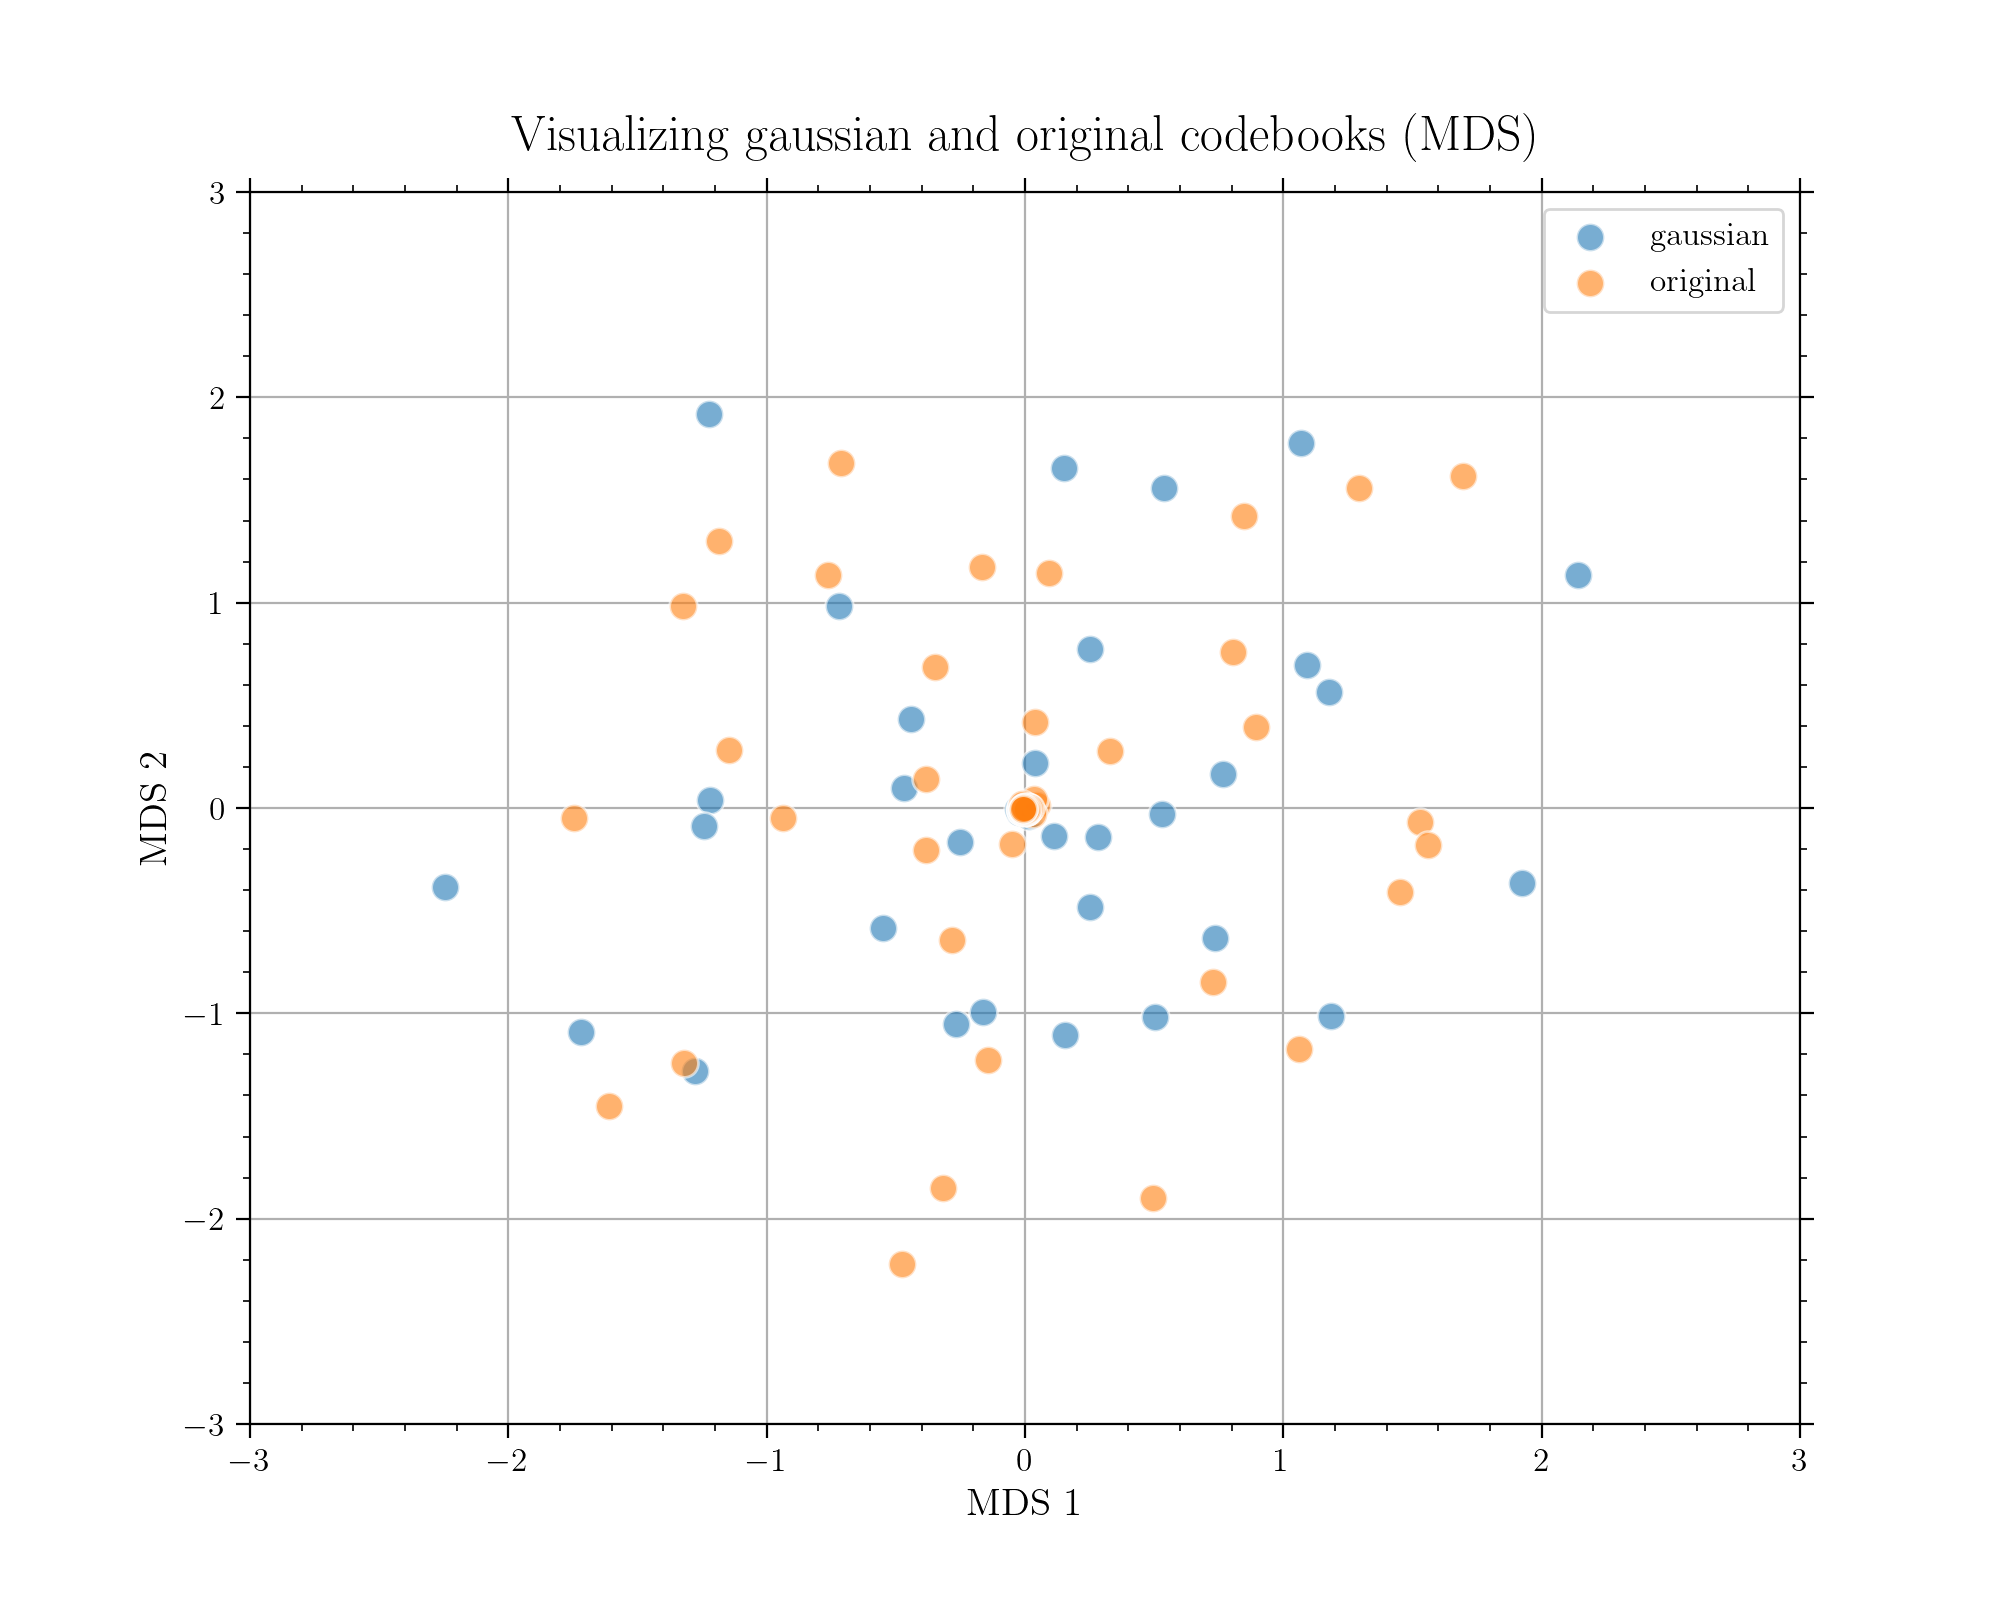 Visualizing gaussian and original codebooks (MDS)
gaussian
original
MDS 2
3
2
1
0
−1
−2
−3
−3
−2
−1
0
1
2
3
MDS 1